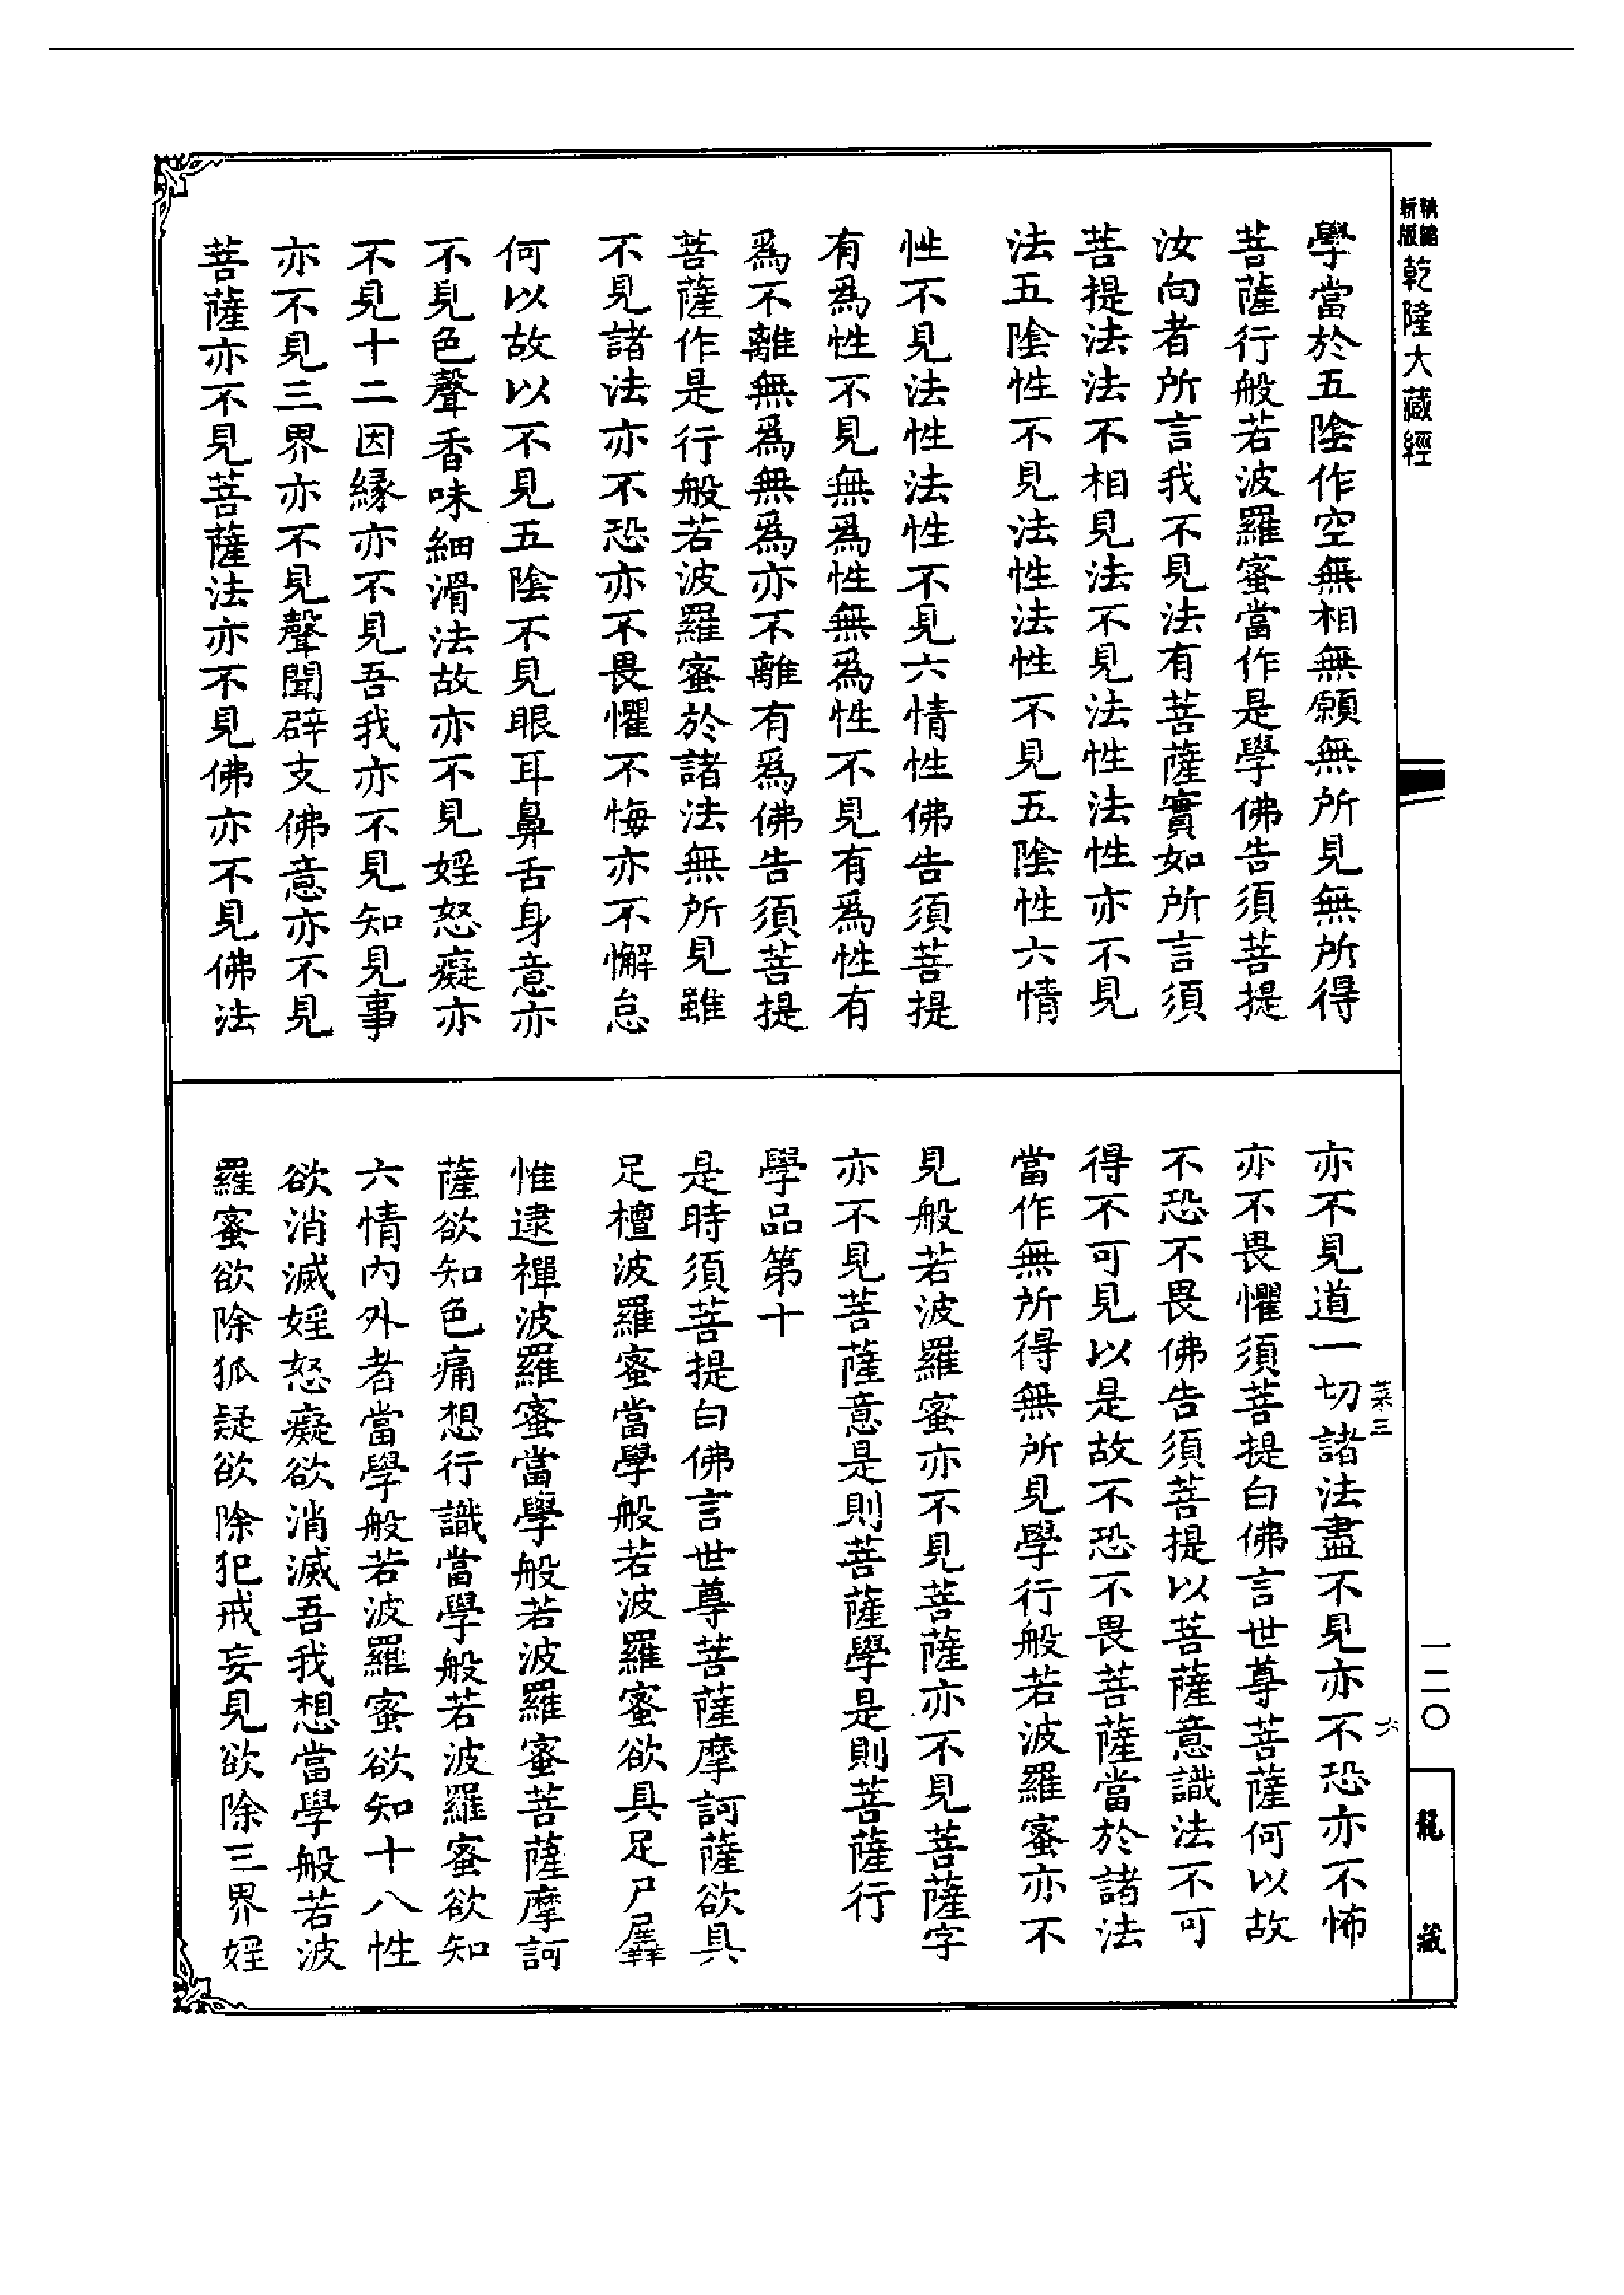 新版精縮
乾隆大藏經
學當於五陰作空無相無願無所見無所得
菩薩行般若波羅蜜當作是學佛告須菩提
汝向者所言我不見法有菩薩實如所言須
菩提法法不相見法不見法性法性亦不見
法五陰性不見法性法性不見五陰性六情
性不見法性法性不見六情性佛告須菩提
有爲性不見無爲性無爲性不見有爲性有
爲不離無爲無爲亦不離有爲佛告須菩提
菩薩作是行般若波羅蜜於諸法無所見雖
不見諸法亦不恐亦不畏懼不悔亦不懈怠
何以故以不見五陰不見眼耳鼻舌身意亦
不見色聲香味細滑法故亦不見婬怒癡亦
不見十二因緣亦不見吾我亦不見知見事
亦不見三界亦不見聲聞辟支佛意亦不見
菩薩亦不見菩薩法亦不見佛亦不見佛法
亦不見道一切諸法盡不見亦不恐亦不怖
亦不畏懼須菩提白佛言世尊菩薩何以故
不恐不畏佛告須菩提以菩薩意識法不可
得不可見以是故不恐不畏菩薩當於諸法
當作無所得無所見學行般若波羅蜜亦不
見般若波羅蜜亦不見菩薩亦不見菩薩字
亦不見菩薩意是則菩薩學是則菩薩行
學品第十
是時須菩提白佛言世尊菩薩摩訶薩欲具
足檀波羅蜜當學般若波羅蜜欲具足尸羼
惟逮禪波羅蜜當學般若波羅蜜菩薩摩訶
薩欲知色痛想行識當學般若波羅蜜欲知
六情內外者當學般若波羅蜜欲知十八性
欲消滅婬怒癡欲消滅吾我想當學般若波
羅蜜欲除狐疑欲除犯戒妄見欲除三界婬
菜三
六
一二〇
龍藏